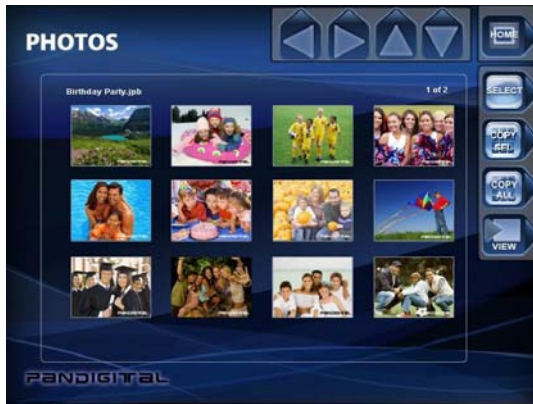 PHOTOS
HOME
Birthday Party.jpb
1 of 2
SELECT
COPY
SEL
COPY
ALL
VIEW
PANDIGITAL